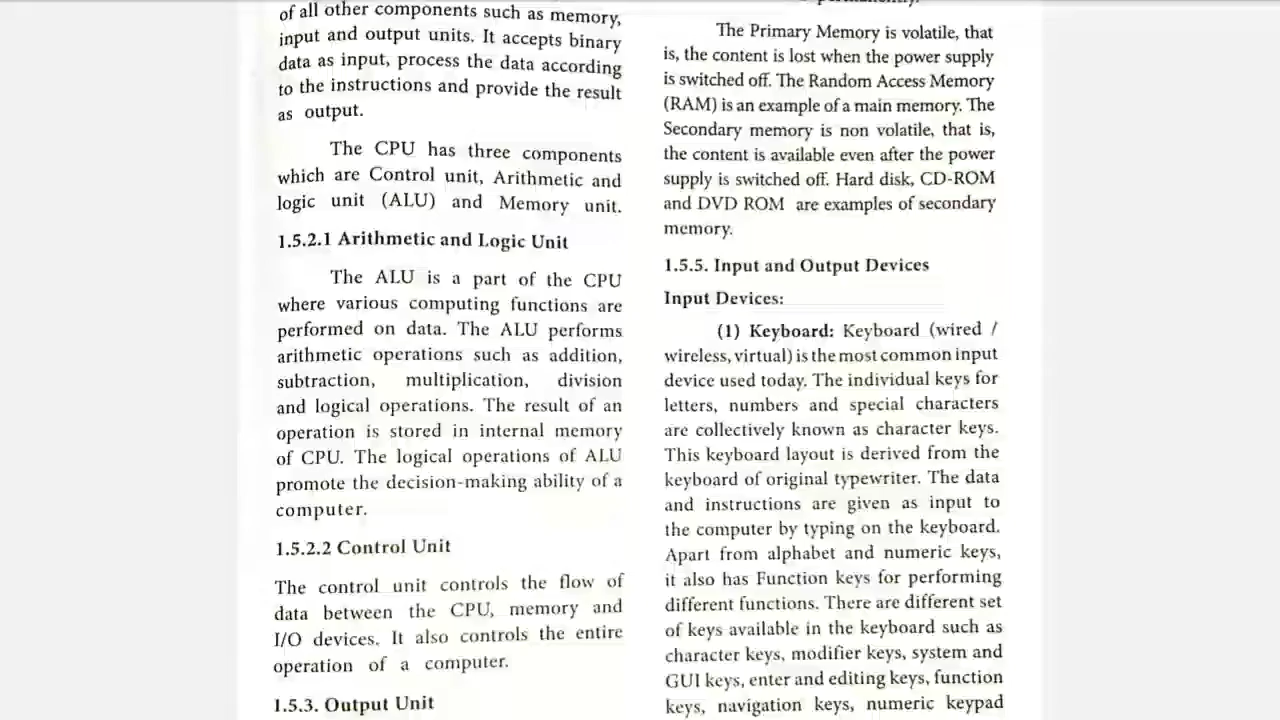 of all other components such as memory,
input and output units. It accepts binary
data as input, process the data according
to the instructions and provide the result
as output.
The CPU has three components
which are Control unit, Arithmetic and
logic unit (ALU) and Memory unit.
1.5.2.1 Arithmetic and Logic Unit
The ALU is a part of the CPU
where various computing functions are
performed on data. The ALU performs
arithmetic operations such as addition,
subtraction, multiplication, division
and logical operations. The result of an
operation is stored in internal memory
of CPU. The logical operations of ALU
promote the decision-making ability of a
computer.
1.5.2.2 Control Unit
The control unit controls the flow of
data between the CPU, memory and
I/O devices. It also controls the entire
operation of a computer.
1.5.3. Output Unit
The Primary Memory is volatile, that
is, the content is lost when the power supply
is switched off. The Random Access Memory
(RAM) is an example of a main memory. The
Secondary memory is non volatile, that is,
the content is available even after the power
supply is switched off. Hard disk, CD-ROM
and DVD ROM are examples of secondary
memory.
1.5.5. Input and Output Devices
Input Devices:
(1) Keyboard: Keyboard (wired /
wireless, virtual) is the most common input
device used today. The individual keys for
letters, numbers and special characters
are collectively known as character keys.
This keyboard layout is derived from the
keyboard of original typewriter. The data
and instructions are given as input to
the computer by typing on the keyboard.
Apart from alphabet and numeric keys,
it also has Function keys for performing
different functions. There are different set
of keys available in the keyboard such as
character keys, modifier keys, system and
GUI keys, enter and editing keys, function
keys, navigation keys, numeric keypad